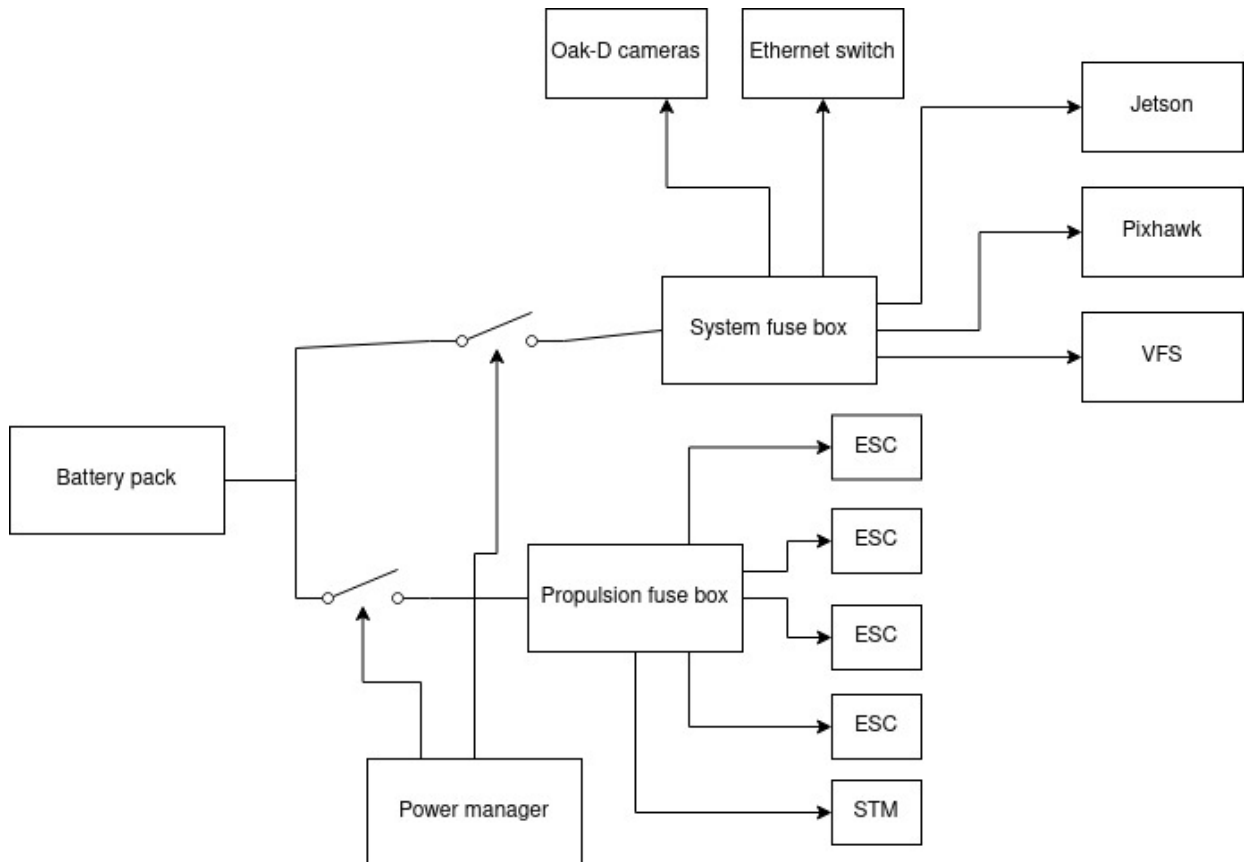 Oak-D cameras
Ethernet switch
Jetson
Pixhawk
System fuse box
VFS
Battery pack
ESC
ESC
Propulsion fuse box
ESC
ESC
Power manager
STM